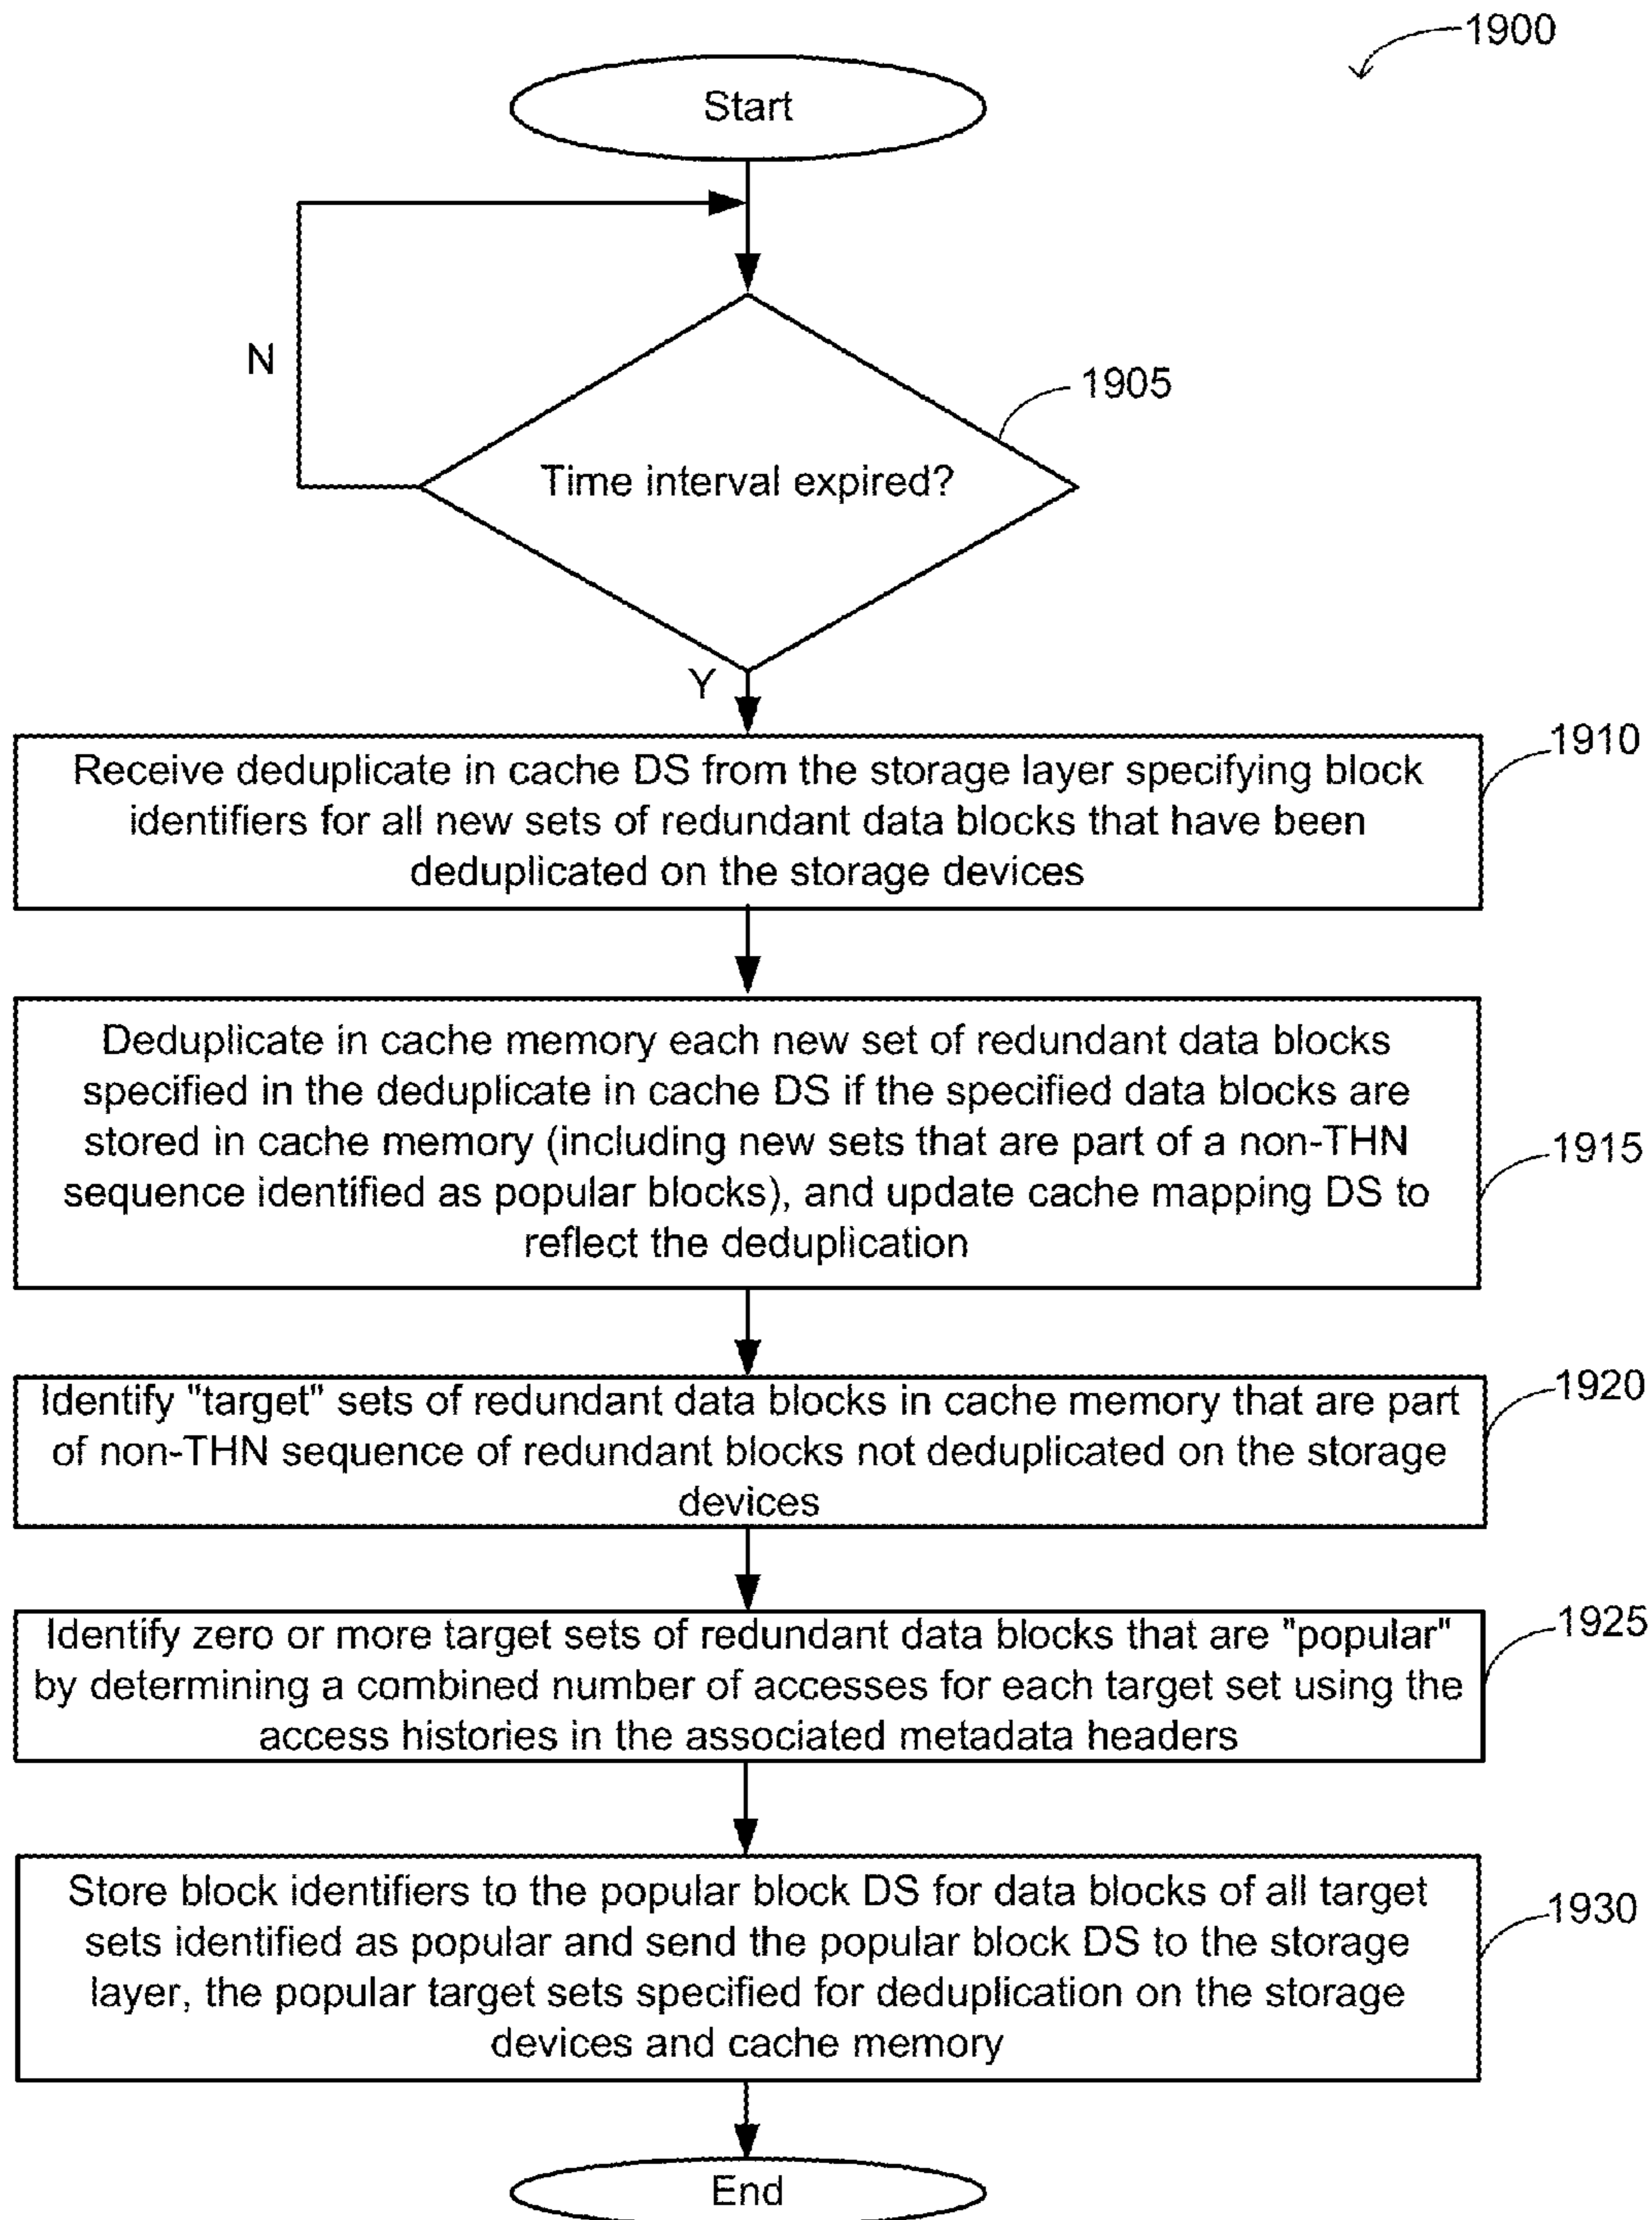 1900
Start
N
1905
Time interval expired?
Y
1910
Receive deduplicate in cache DS from the storage layer specifying block
identifiers for all new sets of redundant data blocks that have been
deduplicated on the storage devices
Deduplicate in cache memory each new set of redundant data blocks
specified in the deduplicate in cache DS if the specified data blocks are
stored in cache memory (including new sets that are part of a non-THN
1915
sequence identified as popular blocks), and update cache mapping DS to
reflect the deduplication
1920
Identify "target" sets of redundant data blocks in cache memory that are part
of non-THN sequence of redundant blocks not deduplicated on the storage
devices
1925
Identify zero or more target sets of redundant data blocks that are "popular"
by determining a combined number of accesses for each target set using the
access histories in the associated metadata headers
Store block identifiers to the popular block DS for data blocks of all target
1930
sets identified as popular and send the popular block DS to the storage
layer, the popular target sets specified for deduplication on the storage
devices and cache memory
End